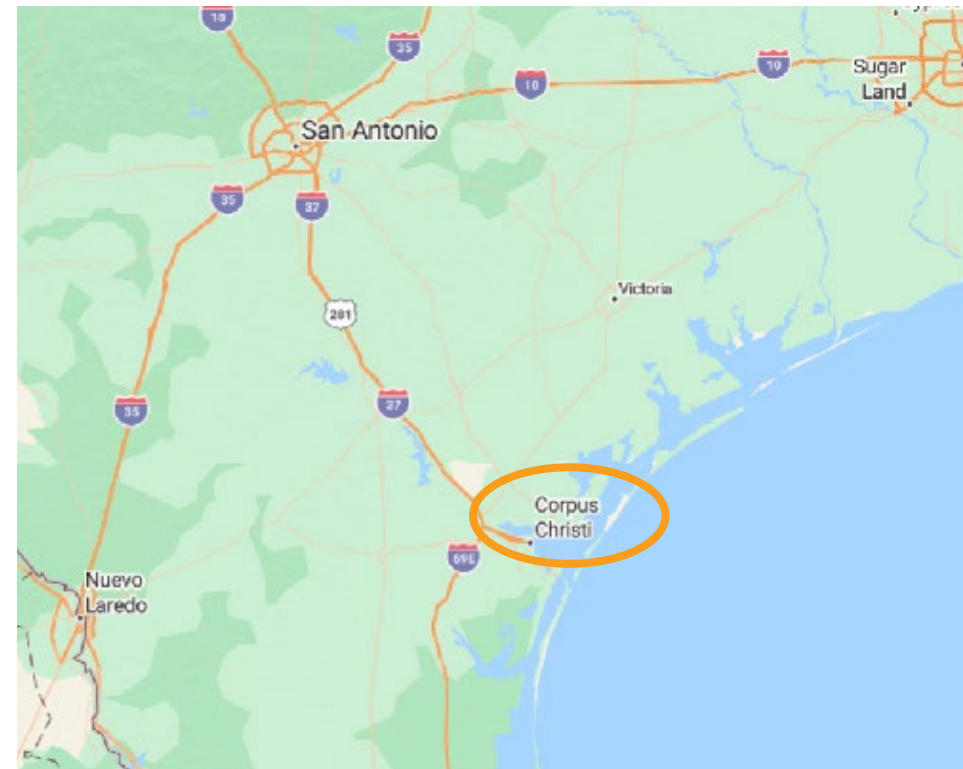 10
35
10
10
Sugar
Land
San Antonio
35
37
Victoria
281
35
37
Corpus
Christi
69E
Nuevo
Laredo